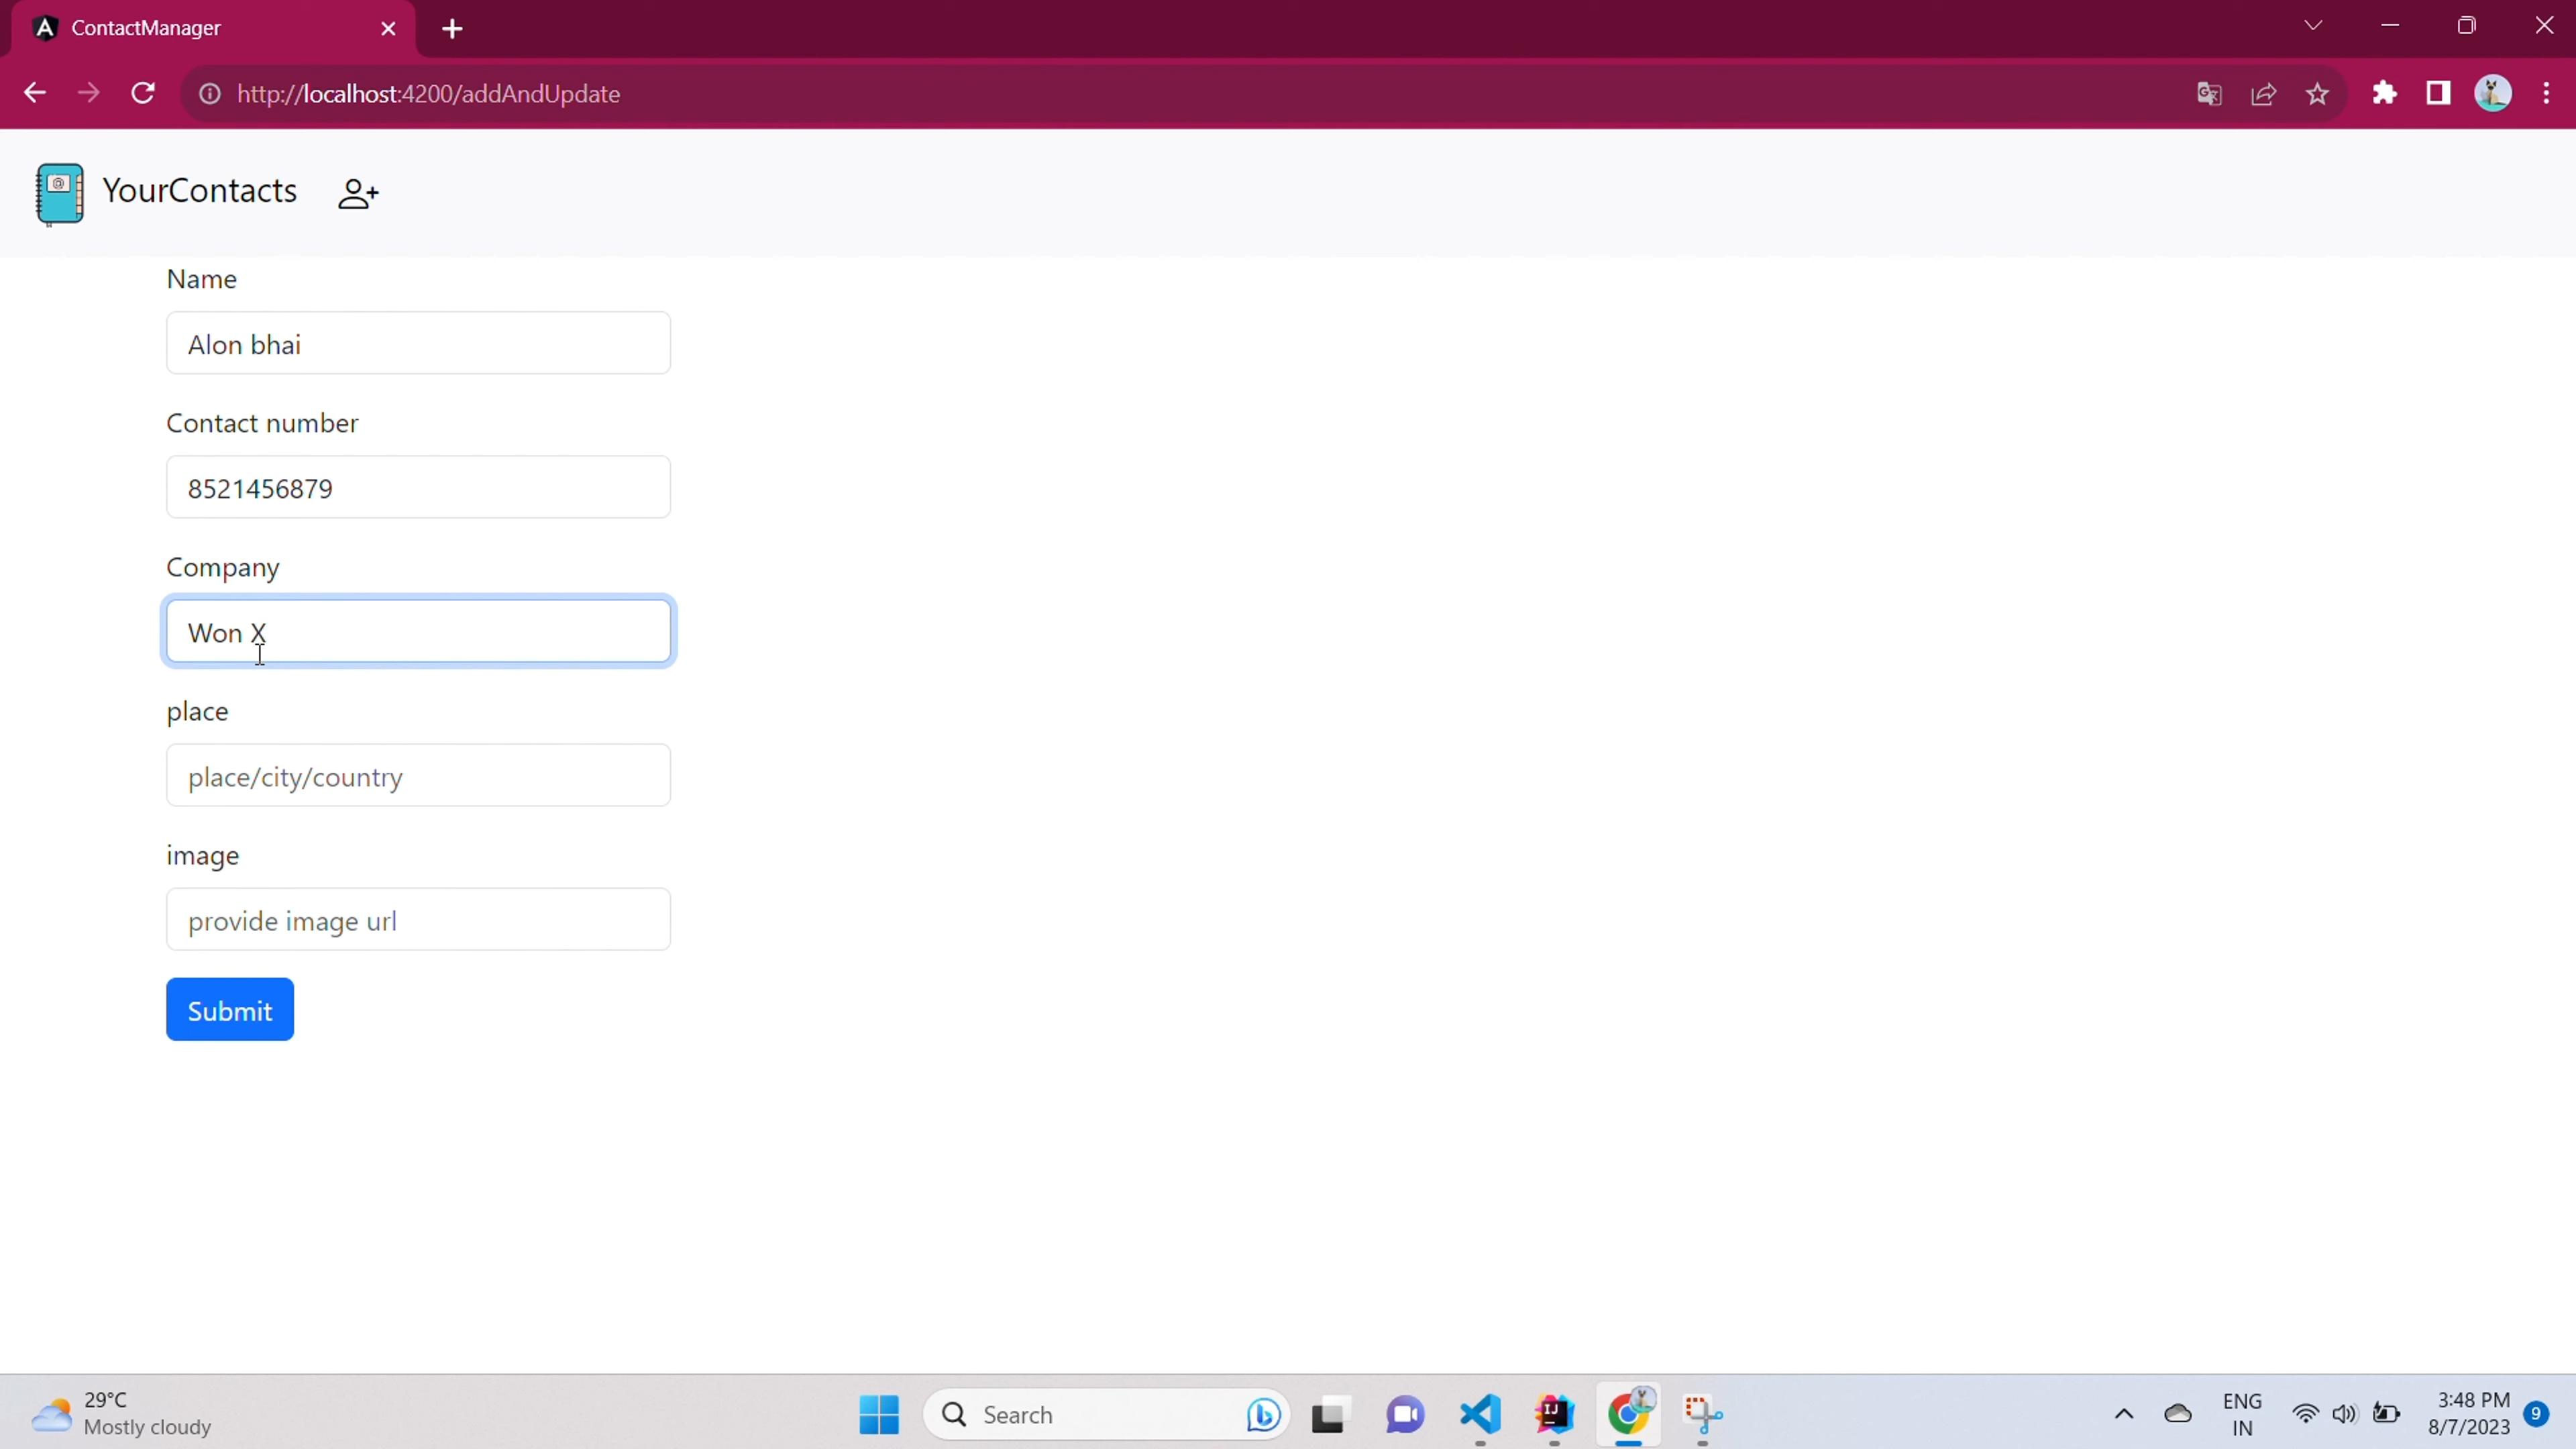 ContactManager
http://localhost:4200/addAndUpdate
YourContacts
Name
Alon bhai
Contact number
8521456879
Company
Won X
place
place/city/country
image
provide image url
Submit
29°C
Mostly cloudy
Search
ENG
IN
3:48 PM
8/7/2023
9